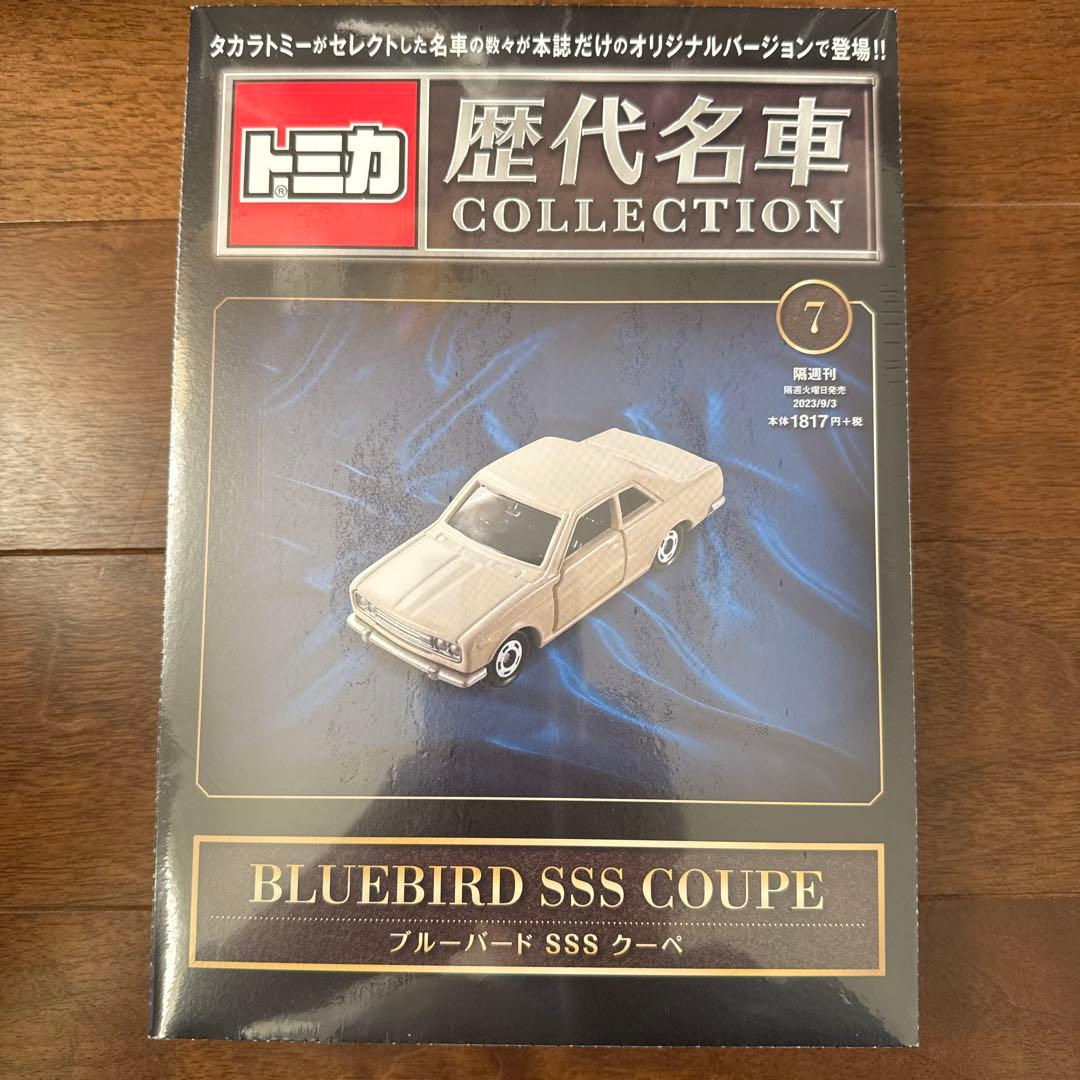 タカラトミーがセレクトした名車の数々が本誌だけのオリジナルバージョンで登場!!
トミカ®
歴代名車
COLLECTION
7
隔週刊
隔週火曜日発売
2023/9/3
本体1817円+税
BLUEBIRD SSS COUPE
ブルーバード SSS クーペ